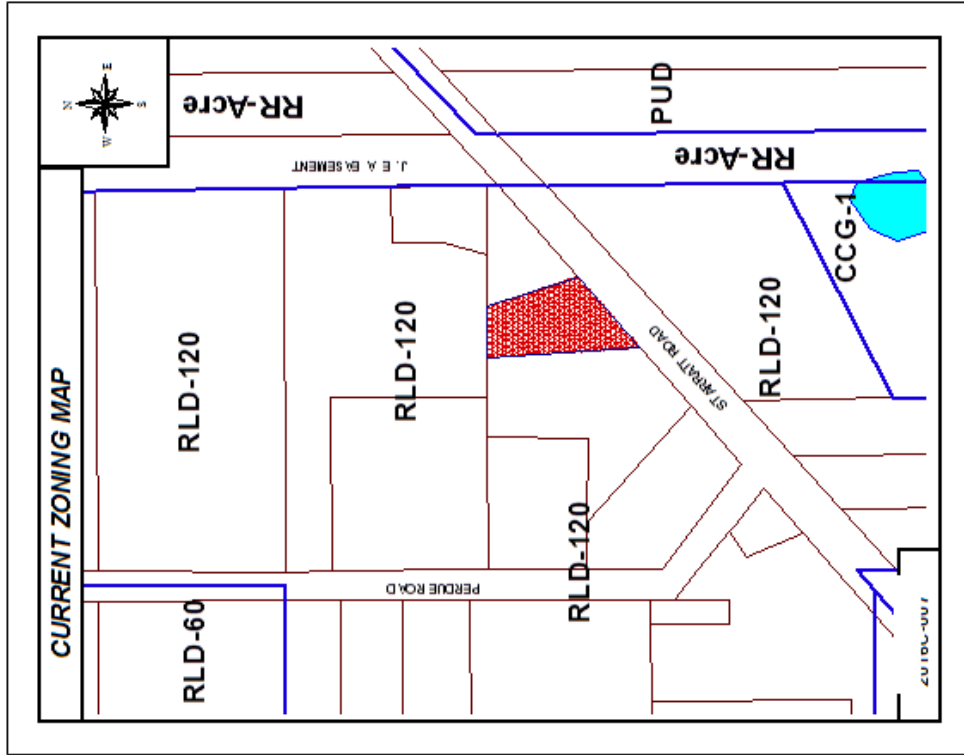 CURRENT ZONING MAP
N
E
S
W
RR-Acre
J. E. A. EASEMENT
PUD
RR-Acre
CCG-1
RLD-120
RLD-120
RLD-120
STARRATT ROAD
RLD-120
PERDUE ROAD
RLD-60